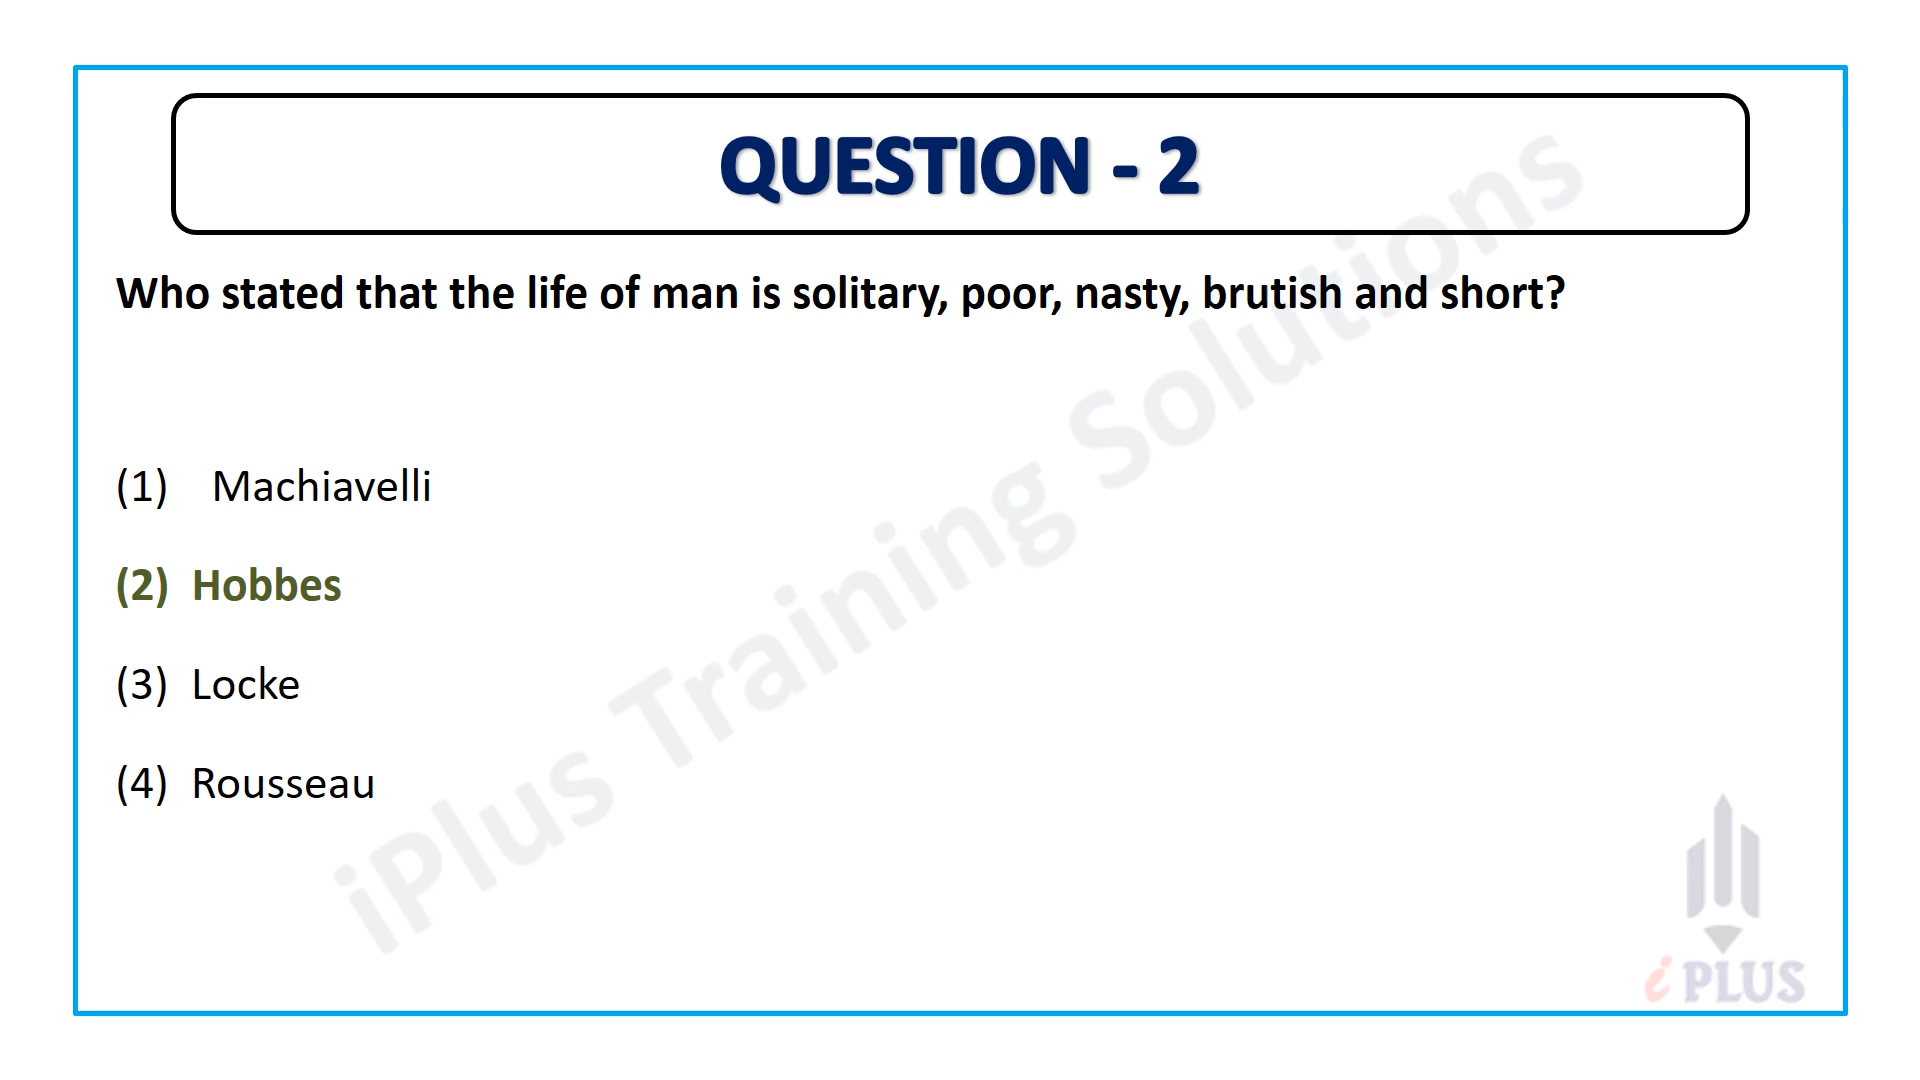 QUESTION - 2
Who stated that the life of man is solitary, poor, nasty, brutish and short?
(1) Machiavelli
(2) Hobbes
(3) Locke
(4) Rousseau
iPlus Training Solutions
i PLUS